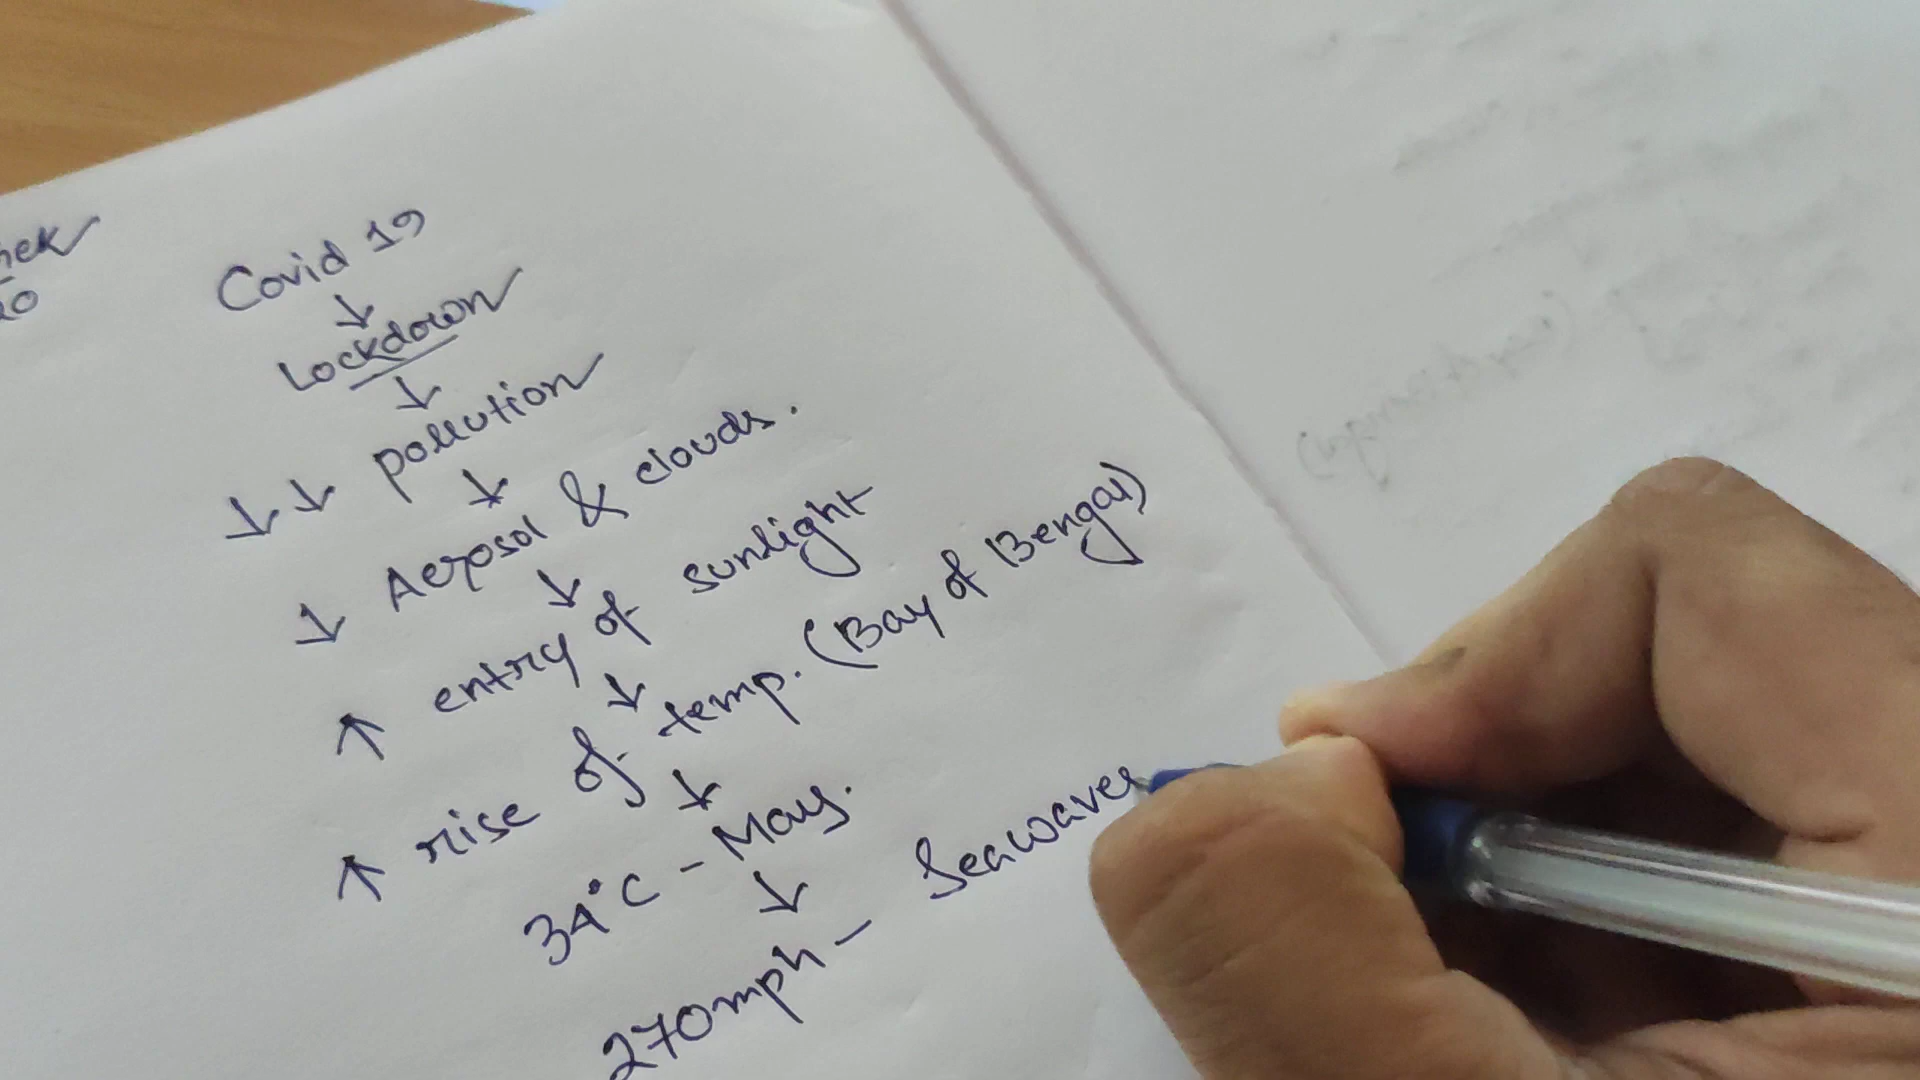 Covid 19
↓
Lockdown
↓
↓↓ pollution
↓
↓ Aerosol & clouds.
↓
↑ entry of sunlight
↓
↑ rise of temp. (Bay of Bengal)
↓
34°C - May.
↓
270mph - Seawaves